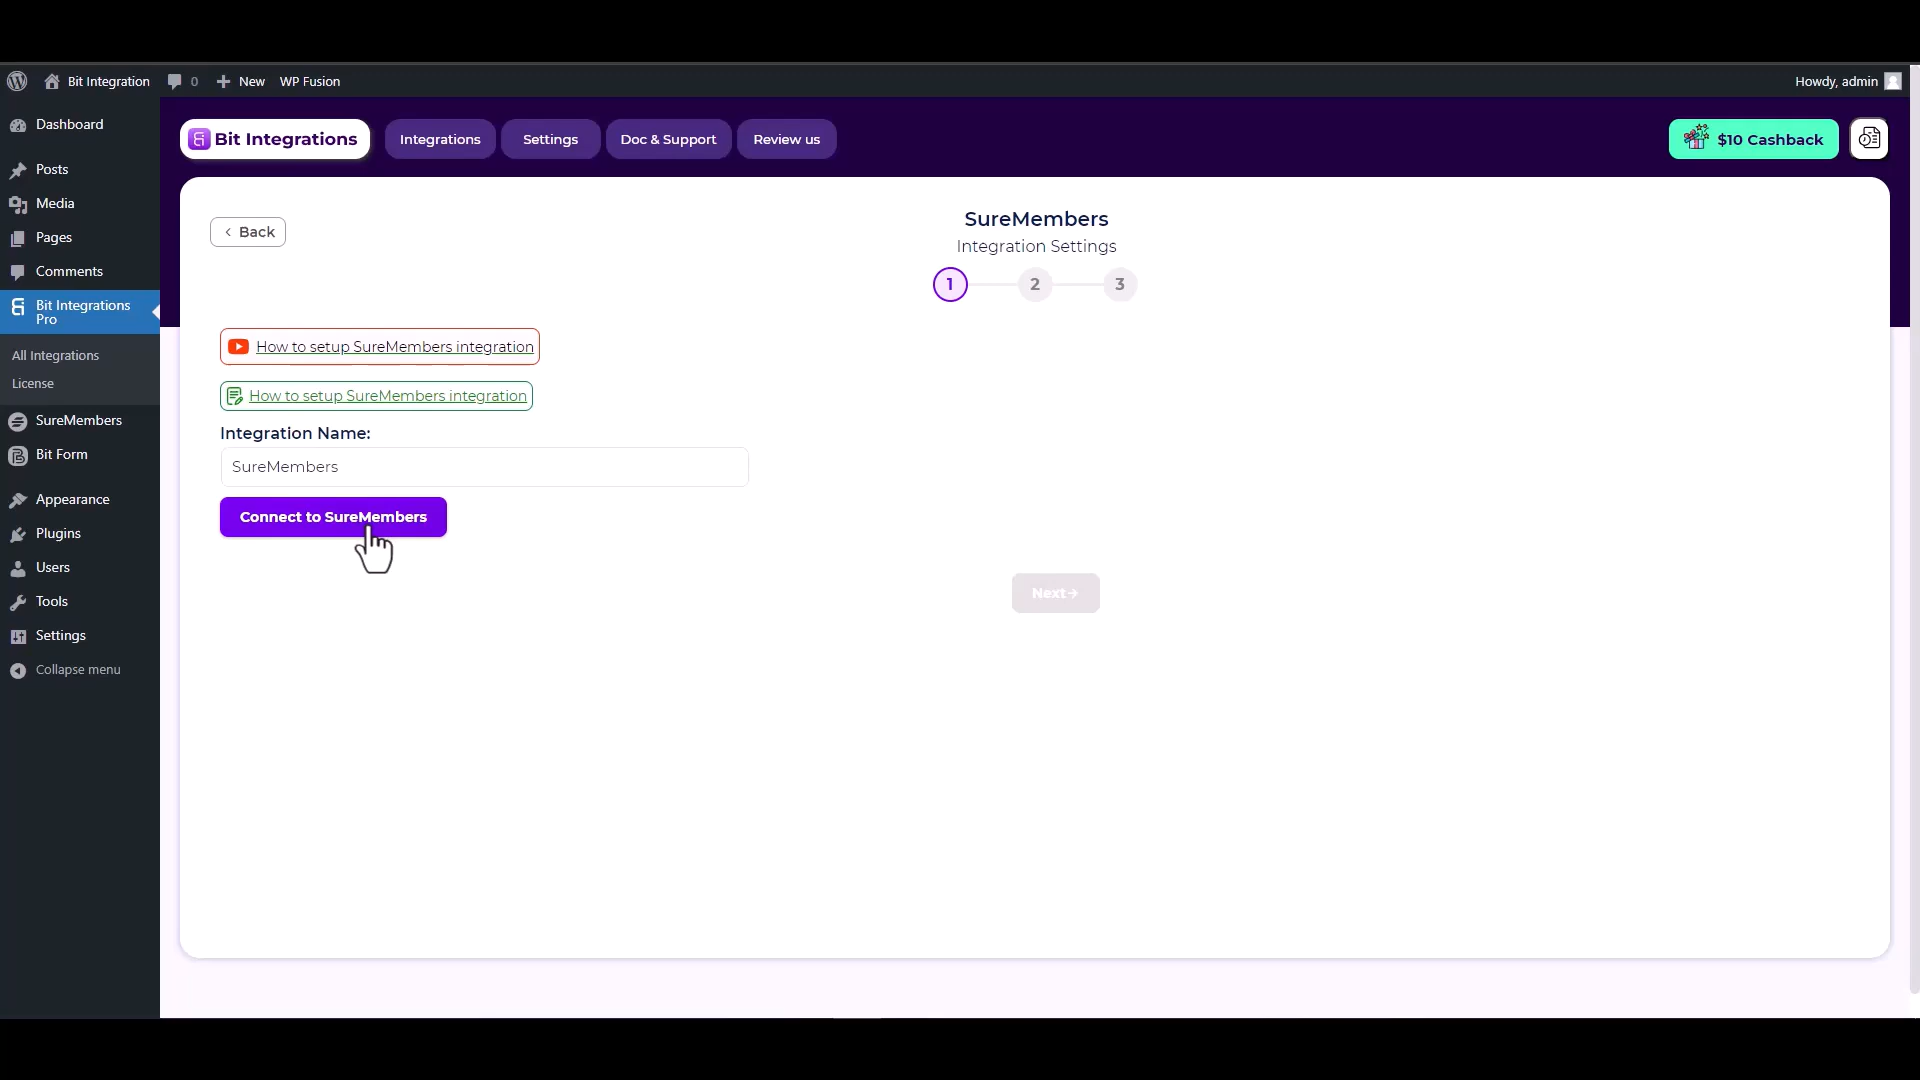 Bit Integration
0
New
WP Fusion
Howdy, admin
Dashboard
Posts
Media
Pages
Comments
Bit Integrations
Pro
All Integrations
License
SureMembers
Bit Form
Appearance
Plugins
Users
Tools
Settings
Collapse menu
Bit Integrations
Integrations
Settings
Doc & Support
Review us
$10 Cashback
Back
SureMembers
Integration Settings
1
2
3
How to setup SureMembers integration
How to setup SureMembers integration
Integration Name:
SureMembers
Connect to SureMembers
Next→